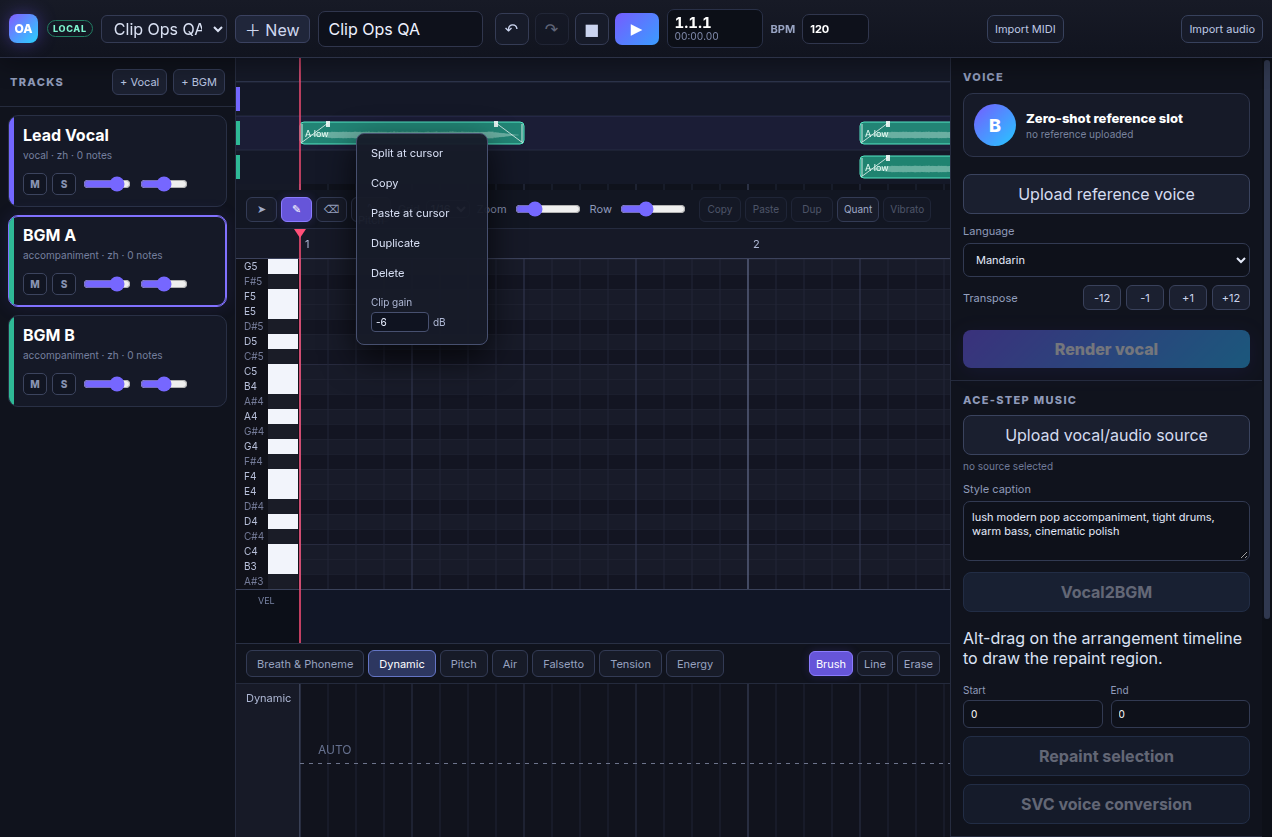 OA LOCAL Clip Ops QA + New Clip Ops QA 1.1.1 BPM 120 Import MIDI Import audio
00:00.00
TRACKS + Vocal + BGM
Lead Vocal
vocal · zh · 0 notes
M S
BGM A
accompaniment · zh · 0 notes
M S
BGM B
accompaniment · zh · 0 notes
M S
A low A low
A low
Split at cursor
Copy
Paste at cursor
Duplicate
Delete
Clip gain
-6 dB
Row Copy Paste Dup Quant Vibrato
1 2
G5
F#5
F5
E5
D#5
D5
C#5
C5
B4
A#4
A4
G#4
G4
F#4
F4
E4
D#4
D4
C#4
C4
B3
A#3
VEL
Breath & Phoneme Dynamic Pitch Air Falsetto Tension Energy Brush Line Erase
Dynamic
AUTO
VOICE
B Zero-shot reference slot
no reference uploaded
Upload reference voice
Language
Mandarin
Transpose -12 -1 +1 +12
Render vocal
ACE-STEP MUSIC
Upload vocal/audio source
no source selected
Style caption
lush modern pop accompaniment, tight drums,
warm bass, cinematic polish
Vocal2BGM
Alt-drag on the arrangement timeline
to draw the repaint region.
Start End
0 0
Repaint selection
SVC voice conversion